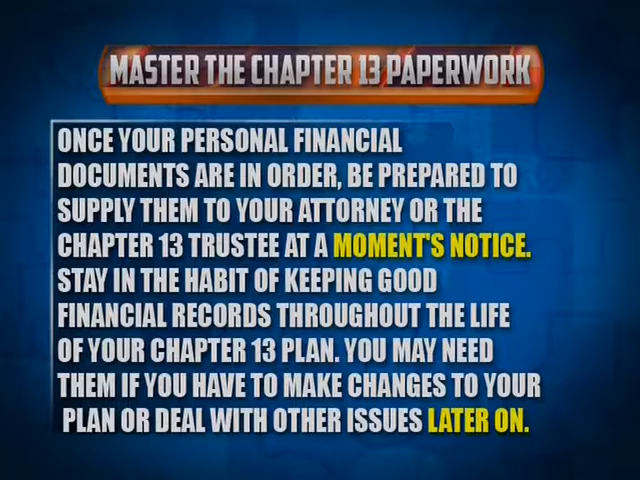 MASTER THE CHAPTER 13 PAPERWORK
ONCE YOUR PERSONAL FINANCIAL
DOCUMENTS ARE IN ORDER, BE PREPARED TO
SUPPLY THEM TO YOUR ATTORNEY OR THE
CHAPTER 13 TRUSTEE AT A MOMENT'S NOTICE.
STAY IN THE HABIT OF KEEPING GOOD
FINANCIAL RECORDS THROUGHOUT THE LIFE
OF YOUR CHAPTER 13 PLAN. YOU MAY NEED
THEM IF YOU HAVE TO MAKE CHANGES TO YOUR
PLAN OR DEAL WITH OTHER ISSUES LATER ON.